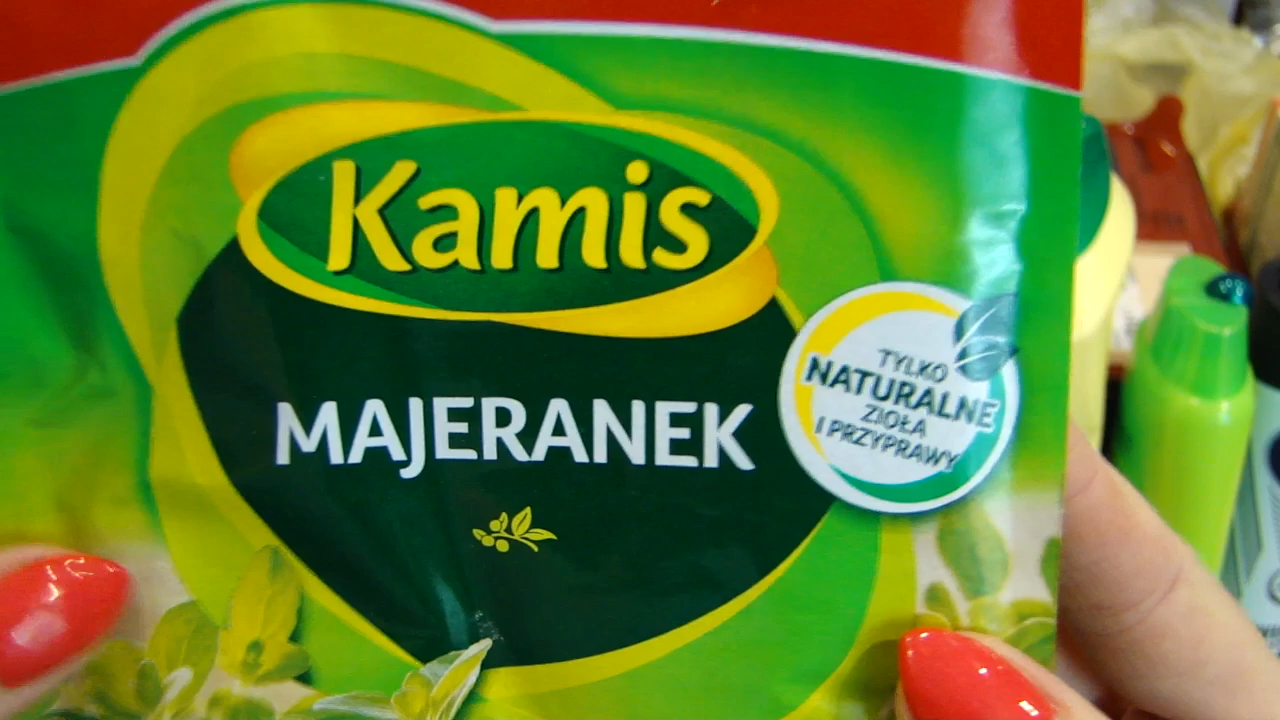 Kamis
MAJERANEK
TYLKO
NATURALNE
ZIOŁA
I PRZYPRAWY